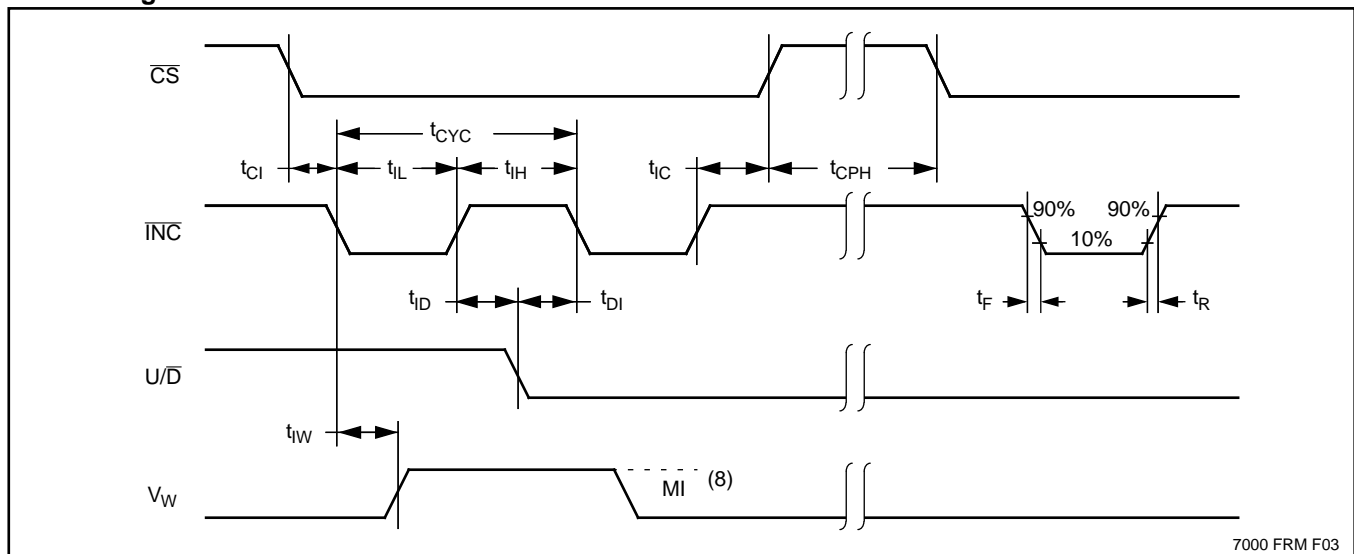 CS
tCYC
tCI tIL tIH tIC tCPH
INC
90% 90%
10%
tID tDI tF tR
U/D
tIW
VW
MI (8)
7000 FRM F03